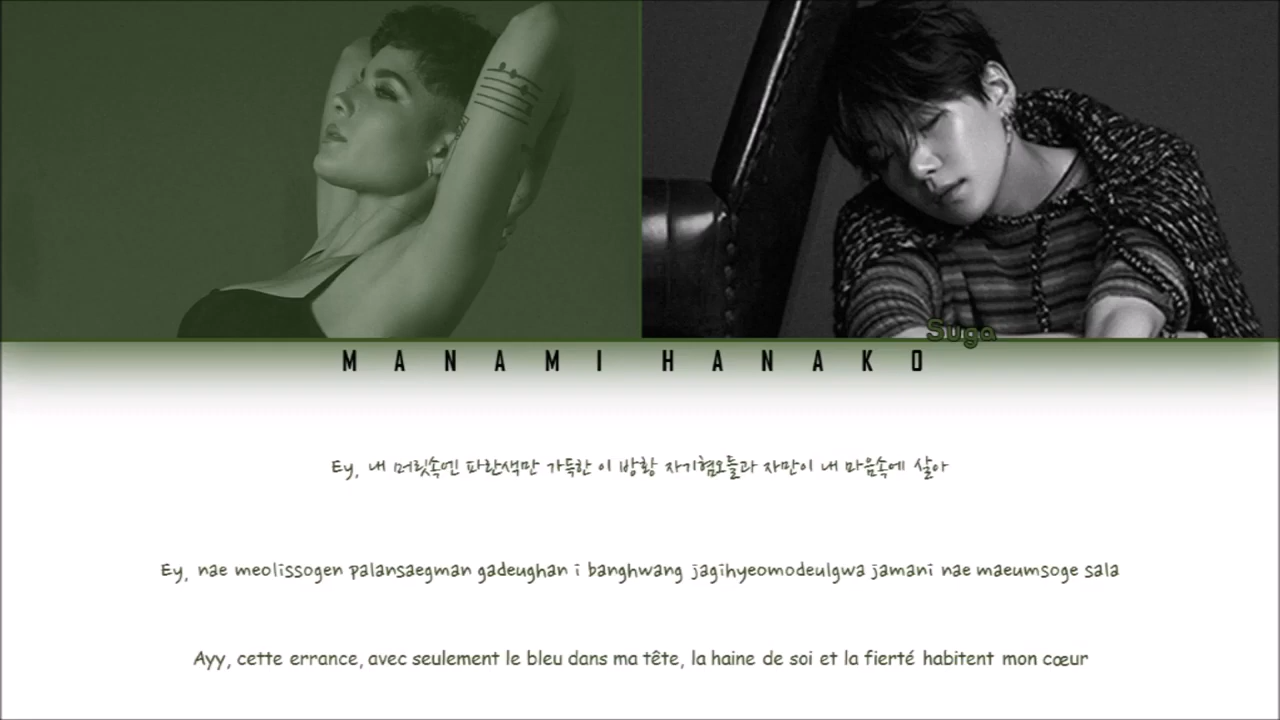 Suga
MANAMI HANAKO
Ey, 내 머릿속엔 파란색만 가득한 이 방황 자기혐오들과 자만이 내 마음속에 살아
Ey, nae meolissogen palansaegman gadeughan i banghwang jagihyeomodeulgwa jamani nae maeumsoge sala
Ayy, cette errance, avec seulement le bleu dans ma tête, la haine de soi et la fierté habitent mon cœur